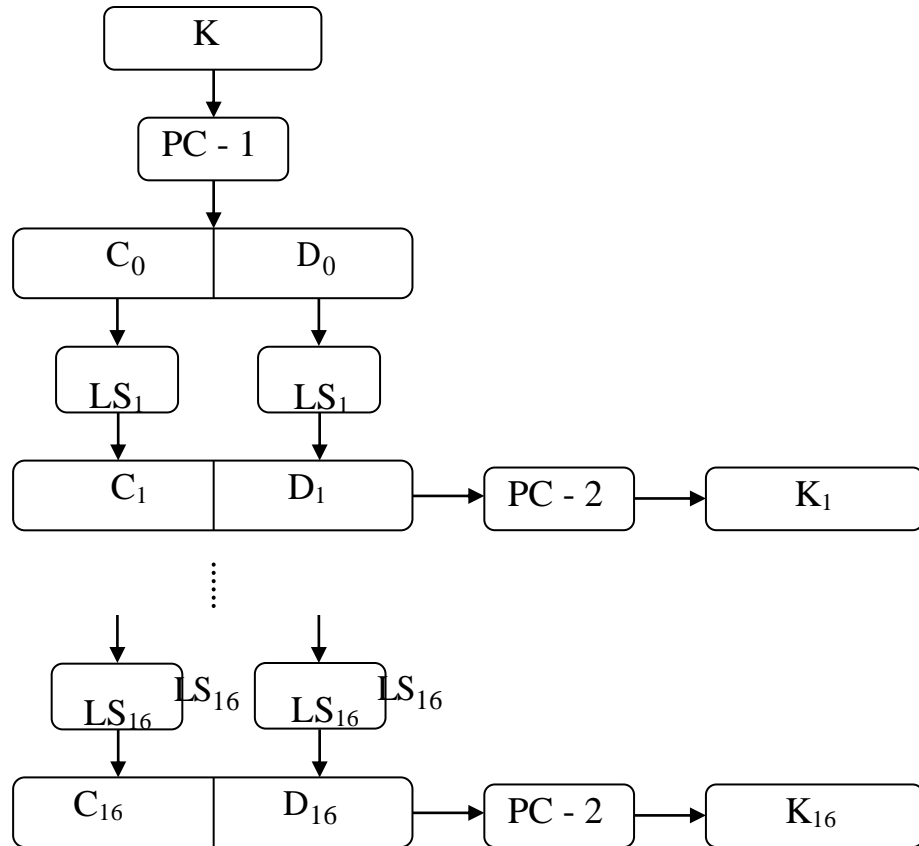 K
PC - 1
C₀ D₀
LS₁ LS₁
C₁ D₁ PC - 2 K₁
LS₁₆ LS₁₆
LS₁₆ LS₁₆
C₁₆ D₁₆ PC - 2 K₁₆